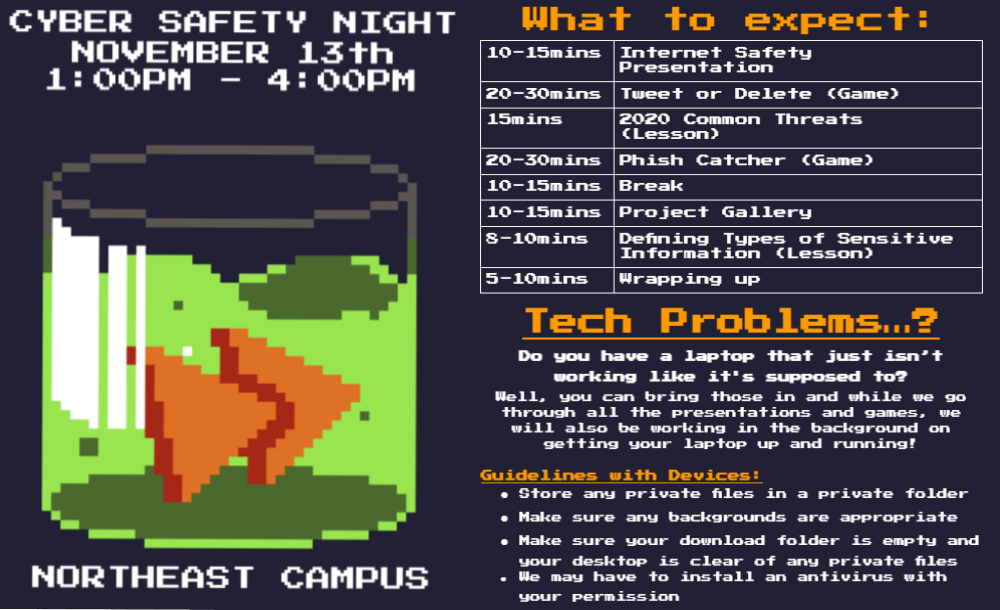 CYBER SAFETY NIGHT
NOVEMBER 13th
1:00PM - 4:00PM
NORTHEAST CAMPUS
What to expect:
10-15mins Internet Safety
Presentation
20-30mins Tweet or Delete (Game)
15mins 2020 Common Threats
(Lesson)
20-30mins Phish Catcher (Game)
10-15mins Break
10-15mins Project Gallery
8-10mins Defining Types of Sensitive
Information (Lesson)
5-10mins Wrapping up
Tech Problems...?
Do you have a laptop that just isn't
working like it's supposed to?
Well, you can bring those in and while we go
through all the presentations and games, we
will also be working in the background on
getting your laptop up and running!
Guidelines with Devices:
• Store any private files in a private folder
• Make sure any backgrounds are appropriate
• Make sure your download folder is empty and
your desktop is clear of any private files
• We may have to install an antivirus with
your permission